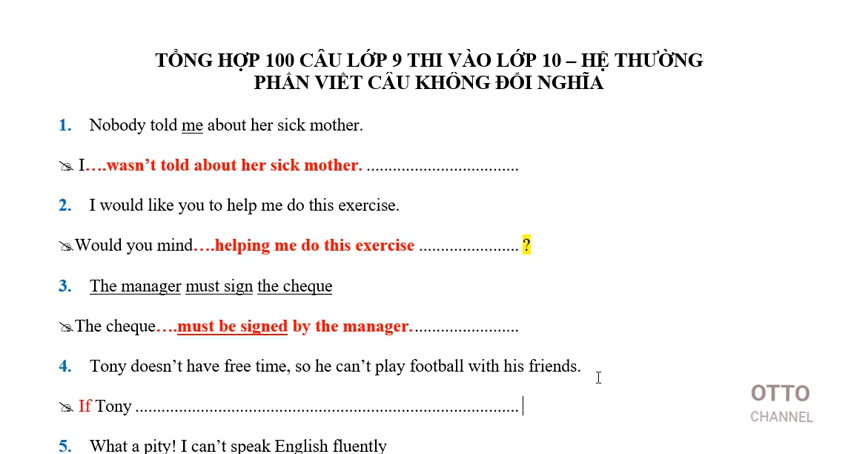 TỔNG HỢP 100 CÂU LỚP 9 THI VÀO LỚP 10 – HỆ THƯỜNG
PHẦN VIẾT CÂU KHÔNG ĐỔI NGHĨA
1. Nobody told me about her sick mother.
I….wasn’t told about her sick mother. ...................................
2. I would like you to help me do this exercise.
Would you mind….helping me do this exercise ....................... ?
3. The manager must sign the cheque
The cheque….must be signed by the manager.........................
4. Tony doesn’t have free time, so he can’t play football with his friends.
If Tony ........................................................................................
5. What a pity! I can’t speak English fluently
OTTO
CHANNEL